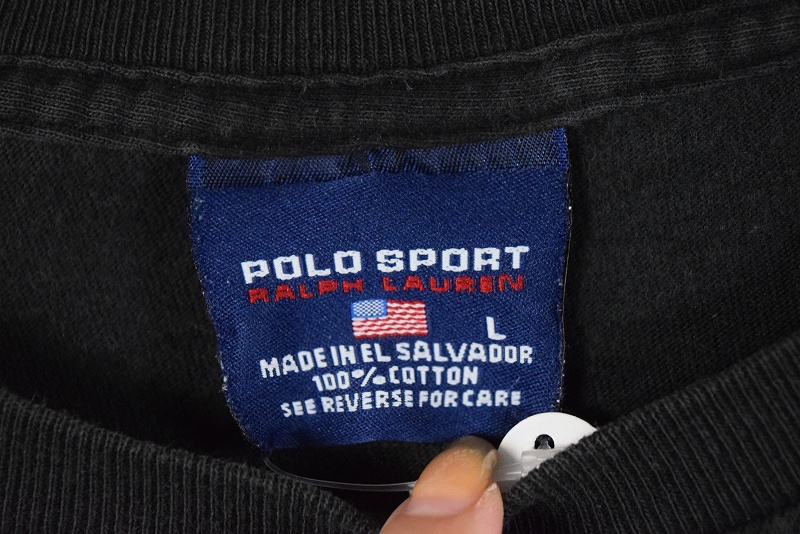 POLO SPORT
RALPH LAUREN
L
MADE IN EL SALVADOR
100% COTTON
SEE REVERSE FOR CARE